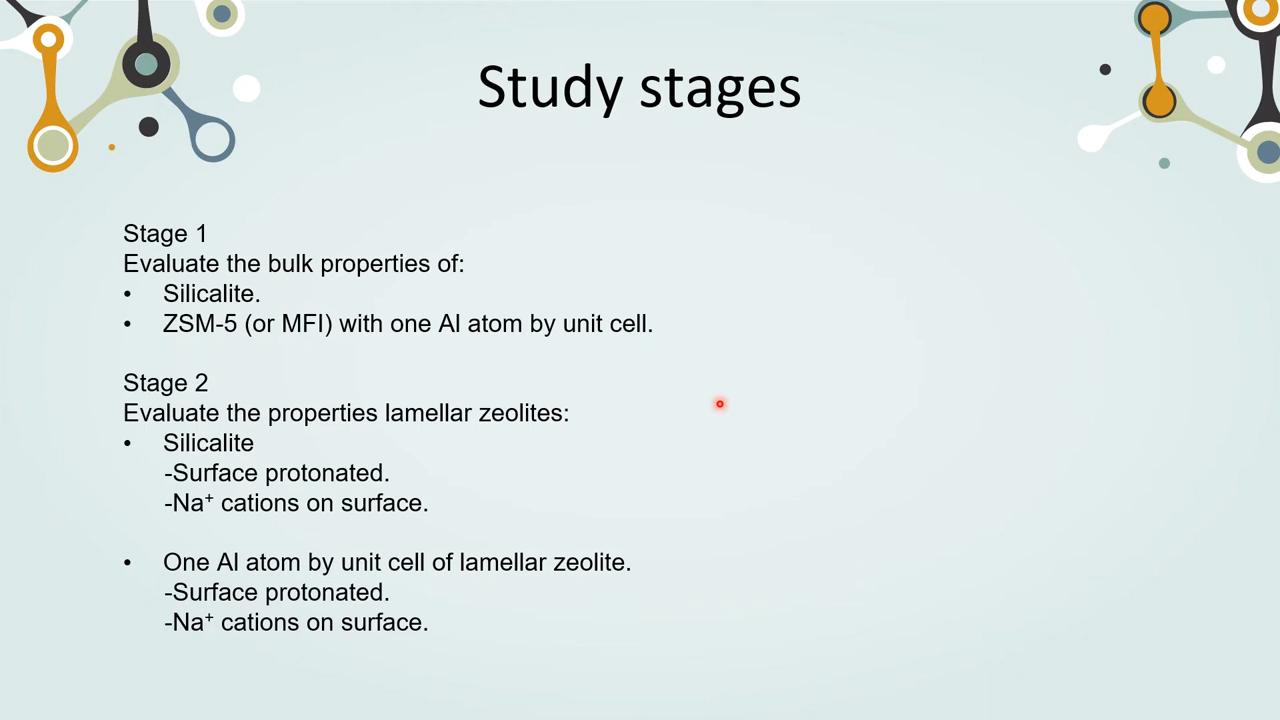 Study stages
Stage 1
Evaluate the bulk properties of:
• Silicalite.
• ZSM-5 (or MFI) with one Al atom by unit cell.
Stage 2
Evaluate the properties lamellar zeolites:
• Silicalite
-Surface protonated.
-Na⁺ cations on surface.
• One Al atom by unit cell of lamellar zeolite.
-Surface protonated.
-Na⁺ cations on surface.